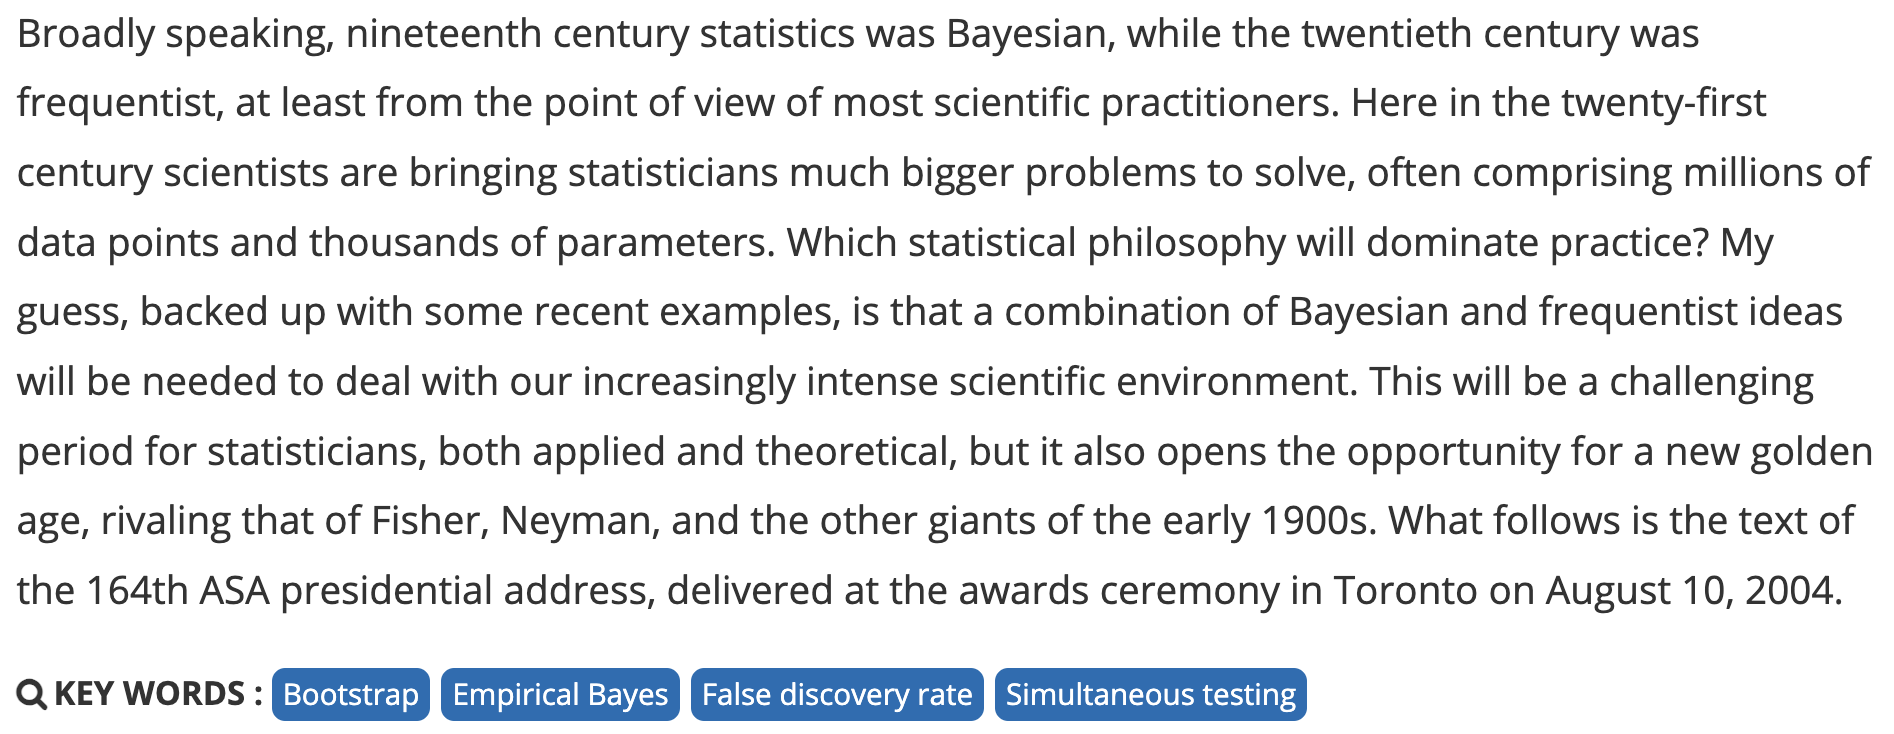 Broadly speaking, nineteenth century statistics was Bayesian, while the twentieth century was
frequentist, at least from the point of view of most scientific practitioners. Here in the twenty-first
century scientists are bringing statisticians much bigger problems to solve, often comprising millions of
data points and thousands of parameters. Which statistical philosophy will dominate practice? My
guess, backed up with some recent examples, is that a combination of Bayesian and frequentist ideas
will be needed to deal with our increasingly intense scientific environment. This will be a challenging
period for statisticians, both applied and theoretical, but it also opens the opportunity for a new golden
age, rivaling that of Fisher, Neyman, and the other giants of the early 1900s. What follows is the text of
the 164th ASA presidential address, delivered at the awards ceremony in Toronto on August 10, 2004.
KEY WORDS : Bootstrap Empirical Bayes False discovery rate Simultaneous testing